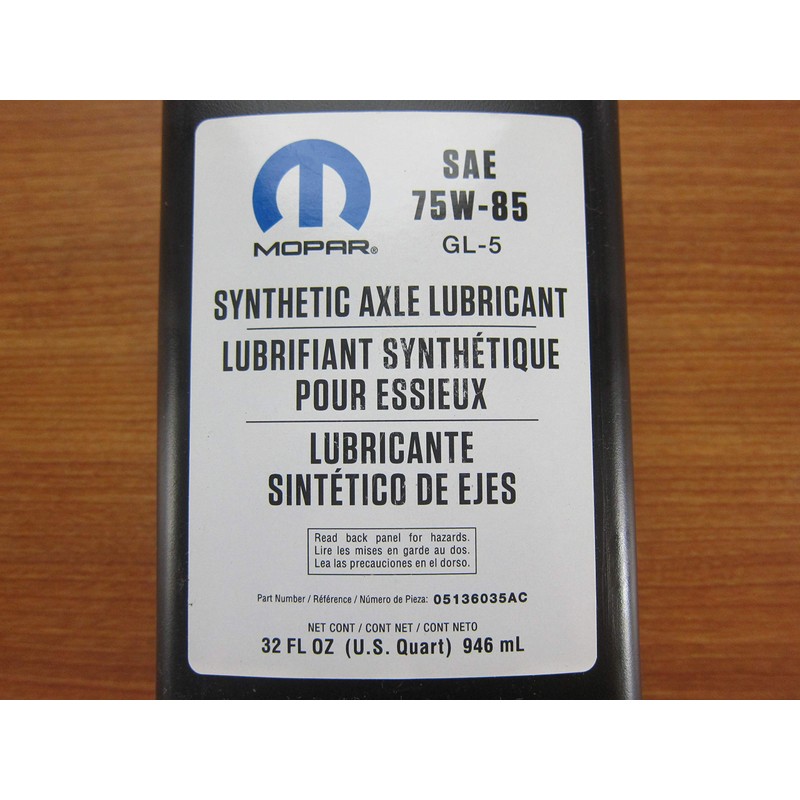 SAE
75W-85
GL-5
MOPAR®
SYNTHETIC AXLE LUBRICANT
LUBRIFIANT SYNTHÉTIQUE
POUR ESSIEUX
LUBRICANTE
SINTÉTICO DE EJES
Read back panel for hazards.
Lire les mises en garde au dos.
Lea las precauciones en el dorso.
Part Number / Référence / Número de Pieza: 05136035AC
NET CONT / CONT NET / CONT NETO
32 FL OZ (U.S. Quart) 946 mL